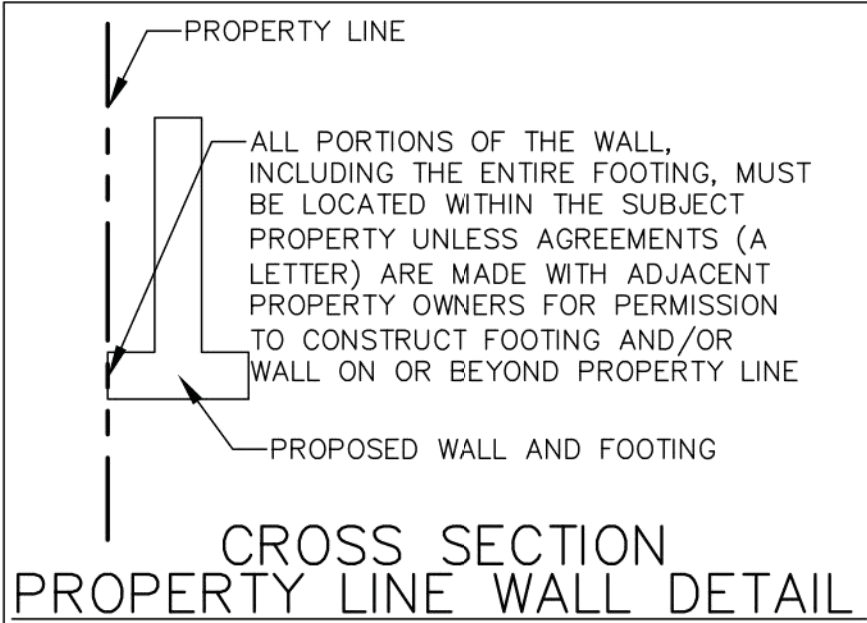 PROPERTY LINE
ALL PORTIONS OF THE WALL,
INCLUDING THE ENTIRE FOOTING, MUST
BE LOCATED WITHIN THE SUBJECT
PROPERTY UNLESS AGREEMENTS (A
LETTER) ARE MADE WITH ADJACENT
PROPERTY OWNERS FOR PERMISSION
TO CONSTRUCT FOOTING AND/OR
WALL ON OR BEYOND PROPERTY LINE
PROPOSED WALL AND FOOTING
CROSS SECTION
PROPERTY LINE WALL DETAIL